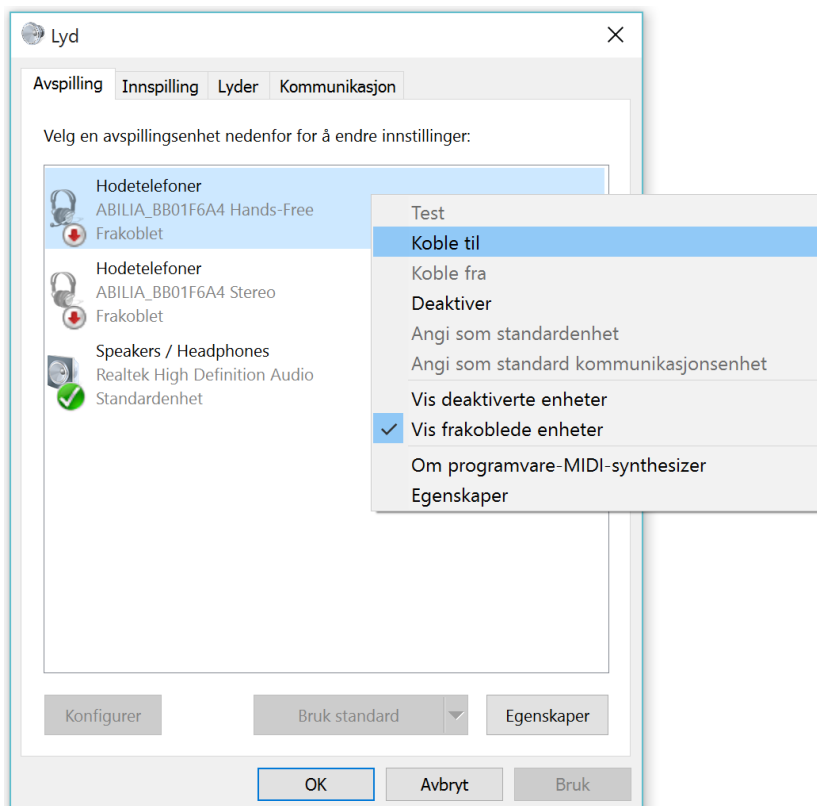 Lyd
Avspilling Innspilling Lyder Kommunikasjon
Velg en avspillingsenhet nedenfor for å endre innstillinger:
Hodetelefoner
ABILIA_BB01F6A4 Hands-Free
Frakoblet
Hodetelefoner
ABILIA_BB01F6A4 Stereo
Frakoblet
Speakers / Headphones
Realtek High Definition Audio
Standardenhet
Test
Koble til
Koble fra
Deaktiver
Angi som standardenhet
Angi som standard kommunikasjonsenhet
Vis deaktiverte enheter
Vis frakoblede enheter
Om programvare-MIDI-synthesizer
Egenskaper
Konfigurer Bruk standard Egenskaper
OK Avbryt Bruk